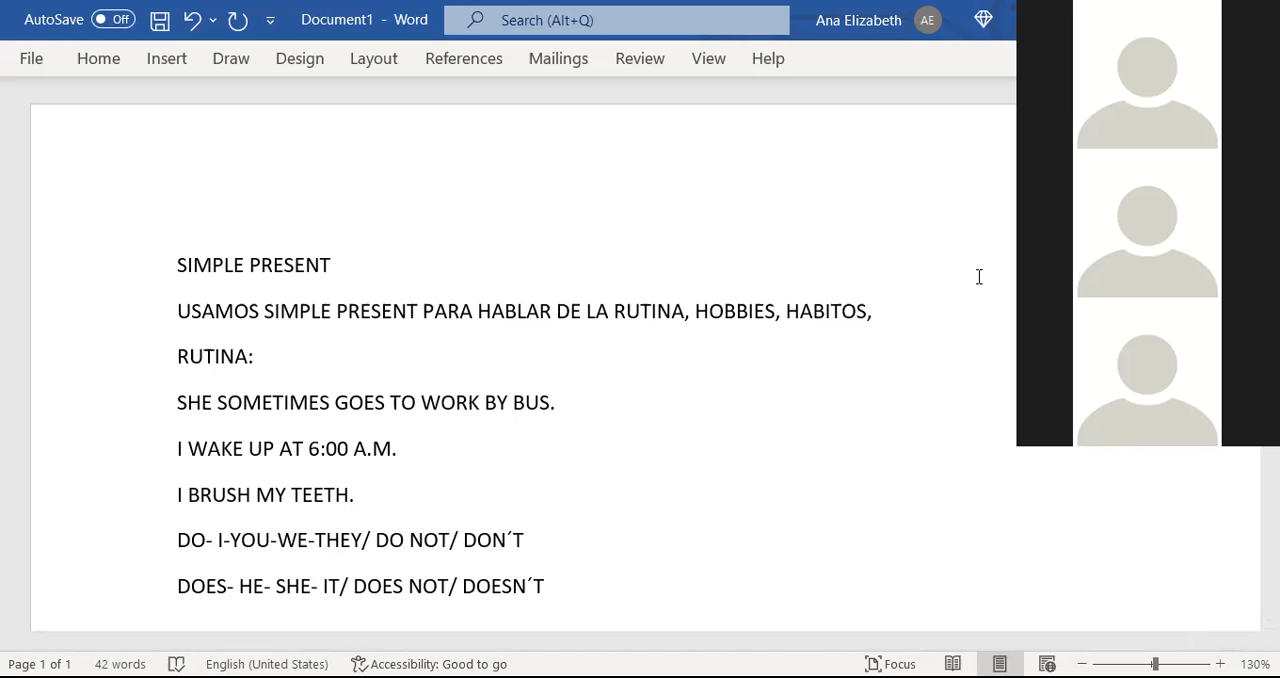 AutoSave Off Document1 - Word Search (Alt+Q) Ana Elizabeth AE
File Home Insert Draw Design Layout References Mailings Review View Help
SIMPLE PRESENT
USAMOS SIMPLE PRESENT PARA HABLAR DE LA RUTINA, HOBBIES, HABITOS,
RUTINA:
SHE SOMETIMES GOES TO WORK BY BUS.
I WAKE UP AT 6:00 A.M.
I BRUSH MY TEETH.
DO- I-YOU-WE-THEY/ DO NOT/ DON´T
DOES- HE- SHE- IT/ DOES NOT/ DOESN´T
Page 1 of 1 42 words English (United States) Accessibility: Good to go Focus 130%